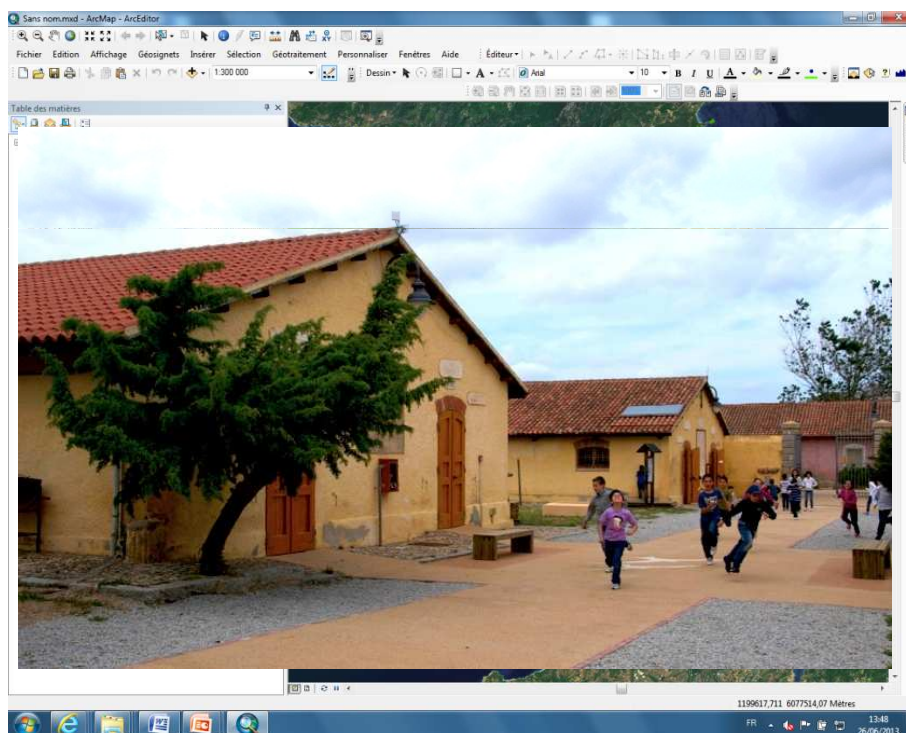 Sans nom.mxd - ArcMap - ArcEditor
Fichier Edition Affichage Géosignets Insérer Sélection Géotraitement Personnaliser Fenêtres Aide Éditeur
1:300 000 Dessin A Arial 10 B I U A
Table des matières
1199617,711 6077514,07 Mètres
FR 13:48
26/06/2013